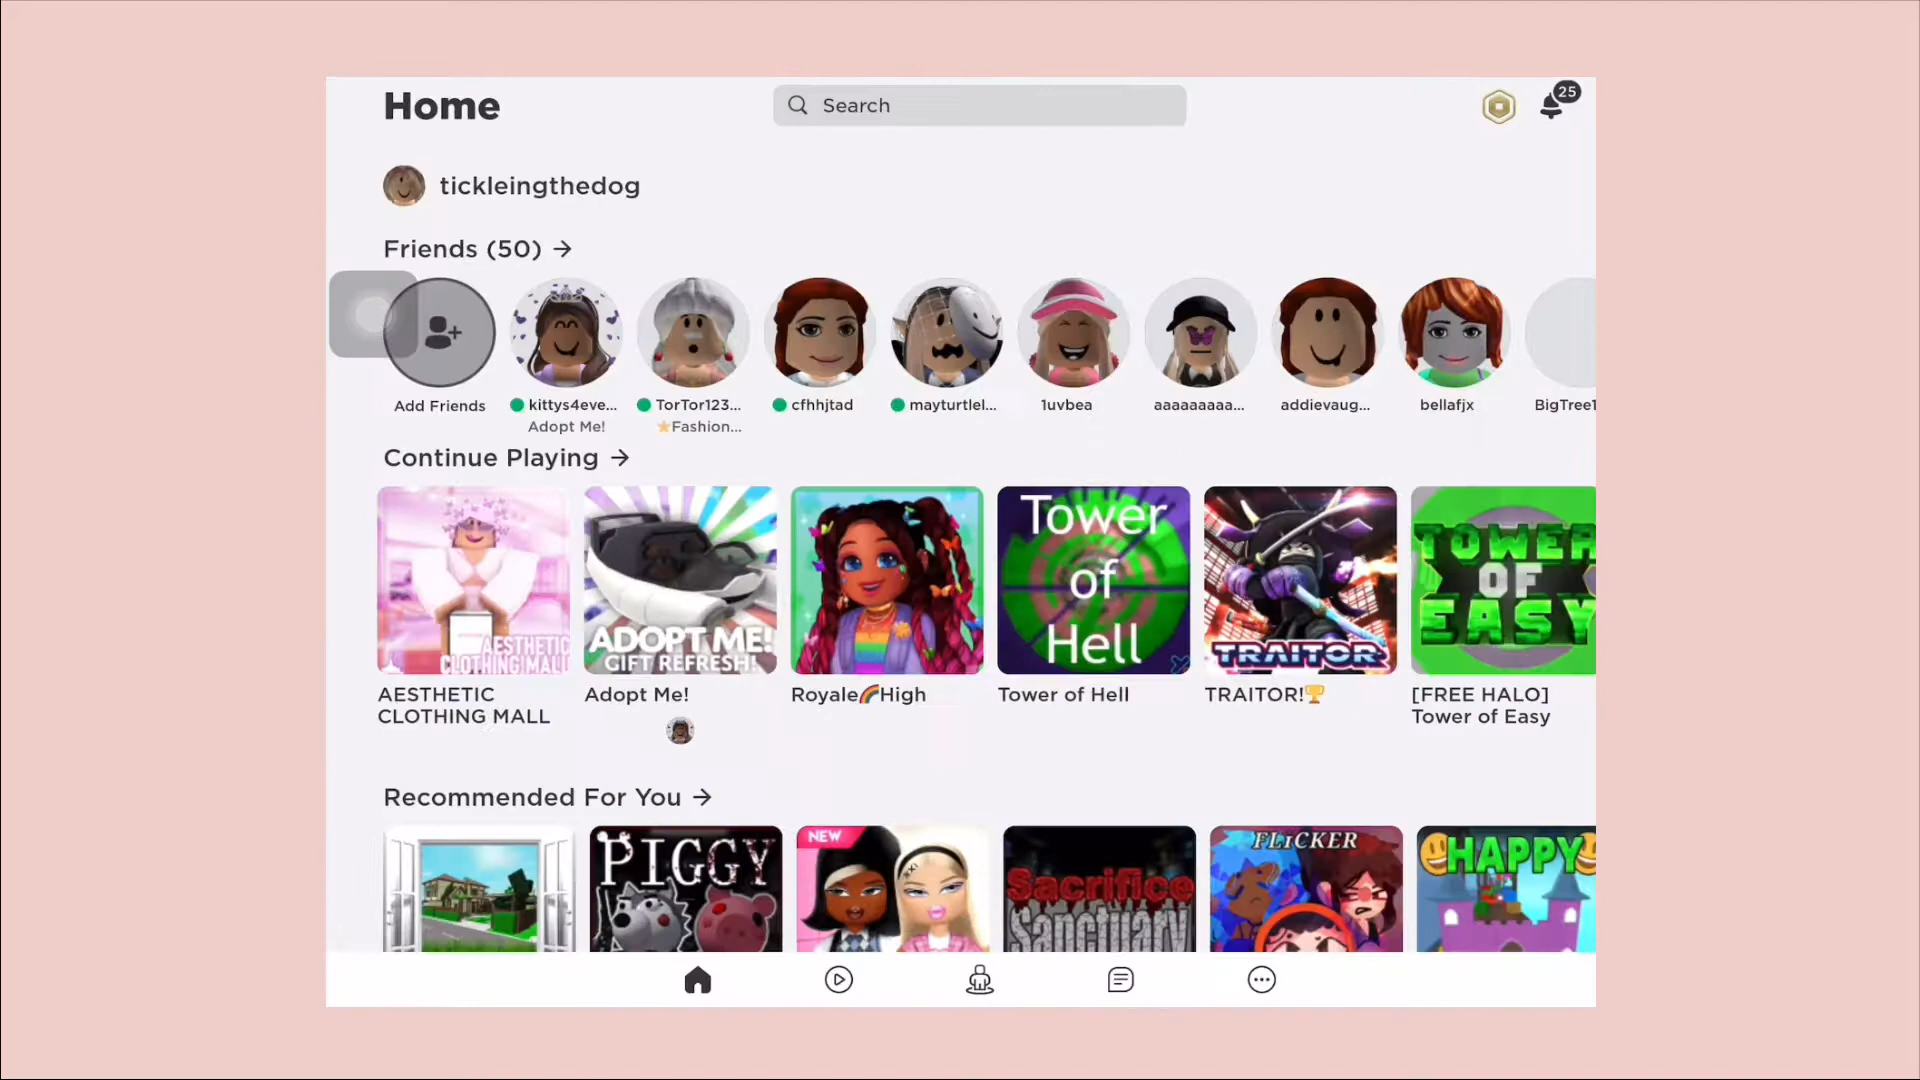 Home
Search
25
tickleingthedog
Friends (50)
Add Friends
kittys4eve...
TorTor123...
cfhhjtad
mayturtlel...
1uvbea
aaaaaaaaa...
addievaug...
bellafjx
BigTree1
Adopt Me!
⭐Fashion...
Continue Playing
AESTHETIC
CLOTHING MALL
ADOPT ME!
GIFT REFRESH!
Tower
of
Hell
TRAITOR
TOWER
OF
EASY
AESTHETIC
CLOTHING MALL
Adopt Me!
Royale🌈High
Tower of Hell
TRAITOR!🏆
[FREE HALO]
Tower of Easy
Recommended For You
PIGGY
NEW
Sacrifice
Sanctuary
FLICKER
HAPPY